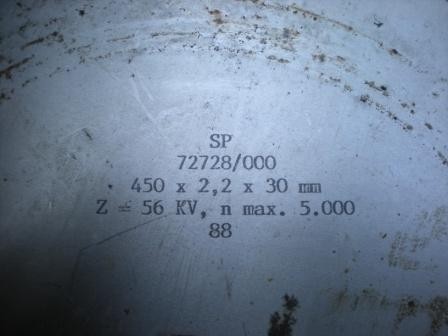 SP
72728/000
450 x 2,2 x 30 mm
Z = 56 KV, n max. 5.000
88